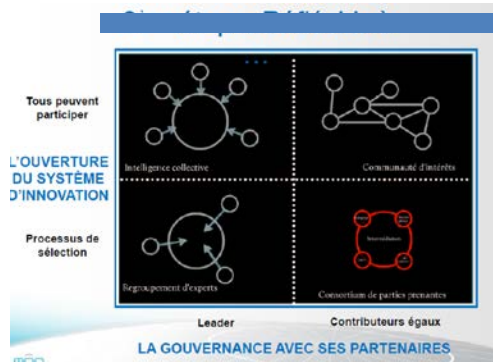 Tous peuvent
participer
L'OUVERTURE
DU SYSTÈME
D'INNOVATION
Processus de
sélection
Intelligence collective
Communauté d'intérêts
Regroupement d'experts
Intermédiation
Consortium de parties prenantes
Leader
Contributeurs égaux
LA GOUVERNANCE AVEC SES PARTENAIRES